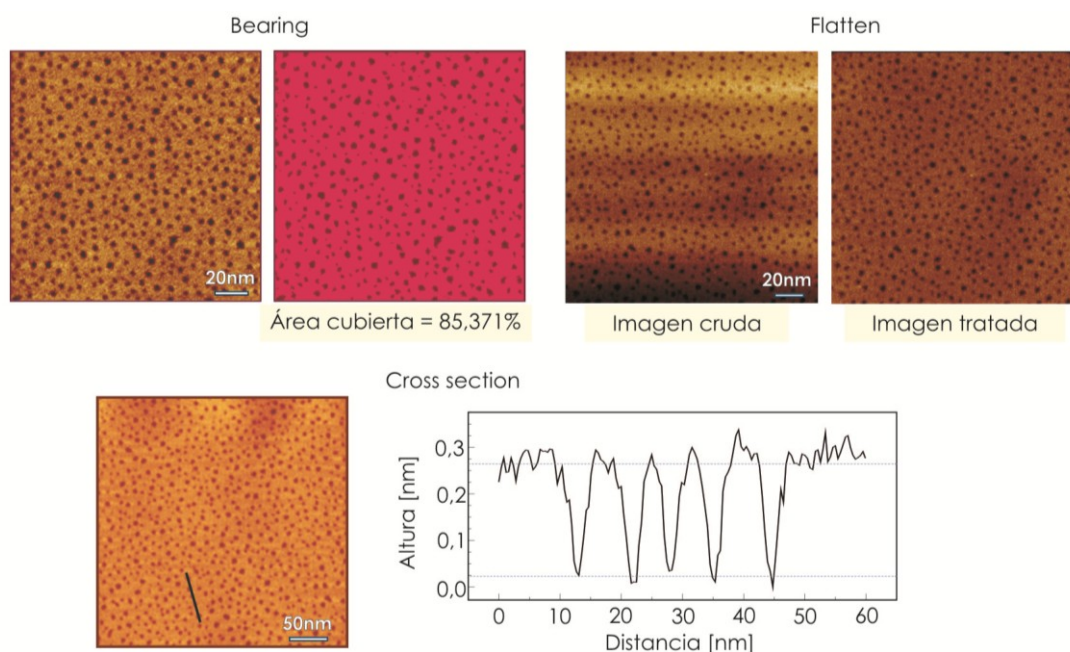 Bearing
Flatten
20nm
20nm
Área cubierta = 85,371%
Imagen cruda
Imagen tratada
Cross section
50nm
Altura [nm]
0,3
0,2
0,1
0,0
0 10 20 30 40 50 60
Distancia [nm]